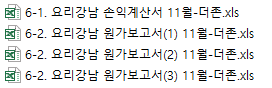 6-1. 요리강남 손익계산서 11월-더존.xls
6-2. 요리강남 원가보고서(1) 11월-더존.xls
6-2. 요리강남 원가보고서(2) 11월-더존.xls
6-2. 요리강남 원가보고서(3) 11월-더존.xls